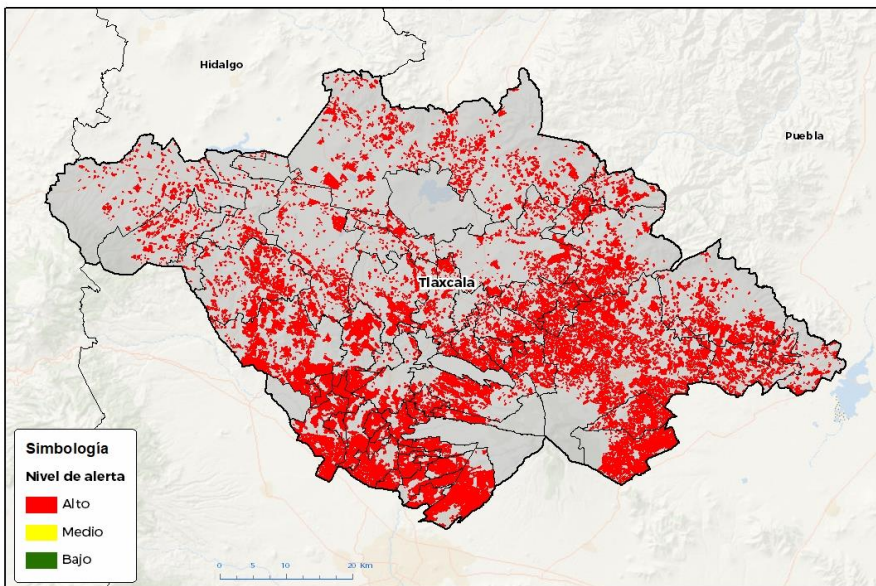 Hidalgo
Puebla
Tlaxcala
Simbología
Nivel de alerta
Alto
Medio
Bajo
0 5 10 20 Km